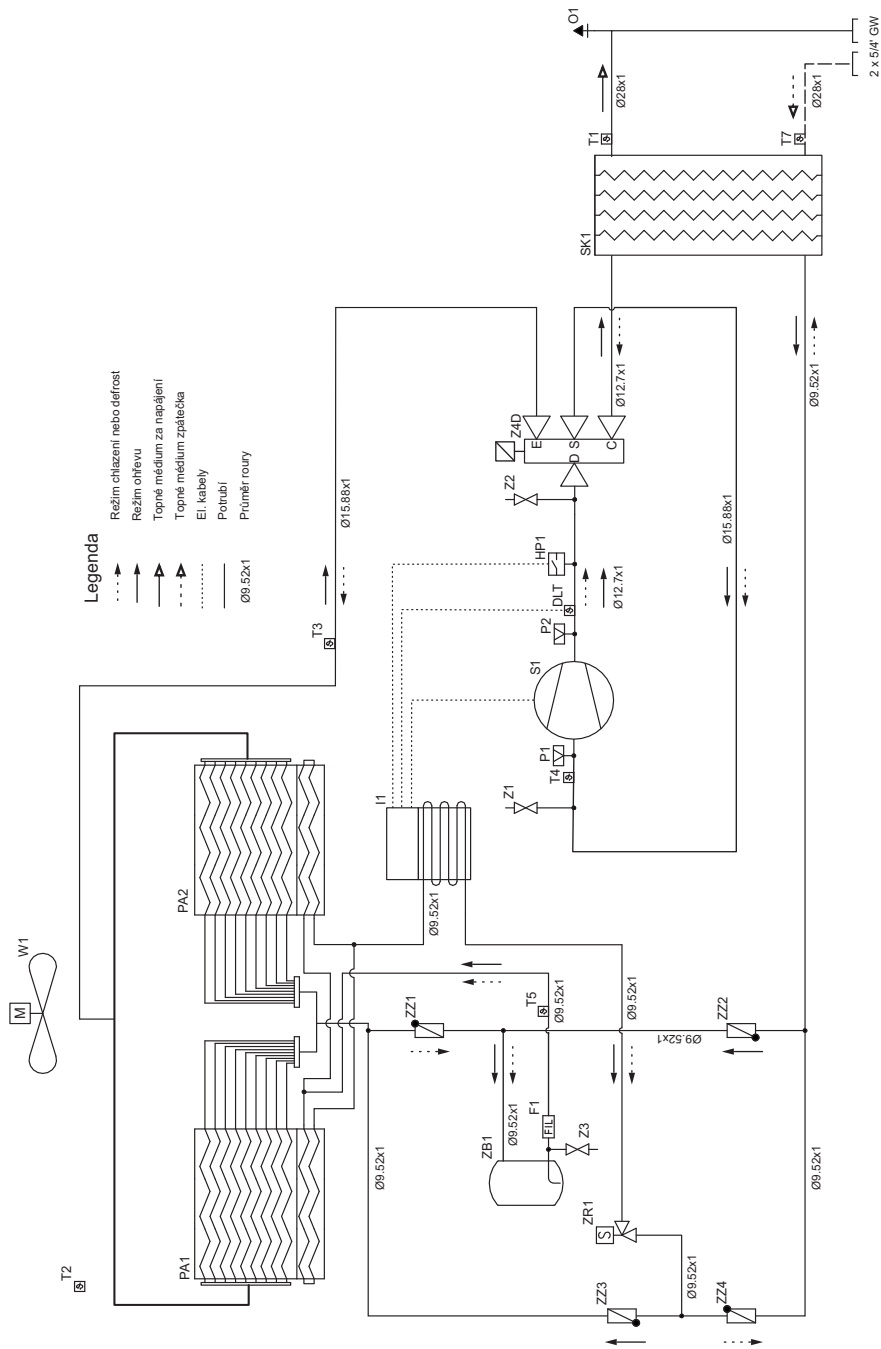 Legenda
Režim chlazení nebo defrost
Režim ohřevu
Topné médium za napájení
Topné médium zpátečka
El. kabely
Potrubí
Ø9.52x1 Průměr roury
O1
2 x 5/4' GW
Ø28x1
Ø28x1
T1
T7
SK1
Ø12.7x1
Ø9.52x1
Z4D
E
S
D
C
Z2
HP1
DLT
P2
Ø12.7x1
S1
P1
T4
Z1
Ø15.88x1
Ø15.88x1
T3
I1
Ø9.52x1
PA2
W1
M
PA1
T2
Ø9.52x1
ZZ1
T5
Ø9.52x1
Ø9.52x1
ZZ2
Ø9.52x1
F1
FIL
Ø9.52x1
ZB1
Z3
ZR1
S
Ø9.52x1
ZZ3
ZZ4
Ø9.52x1